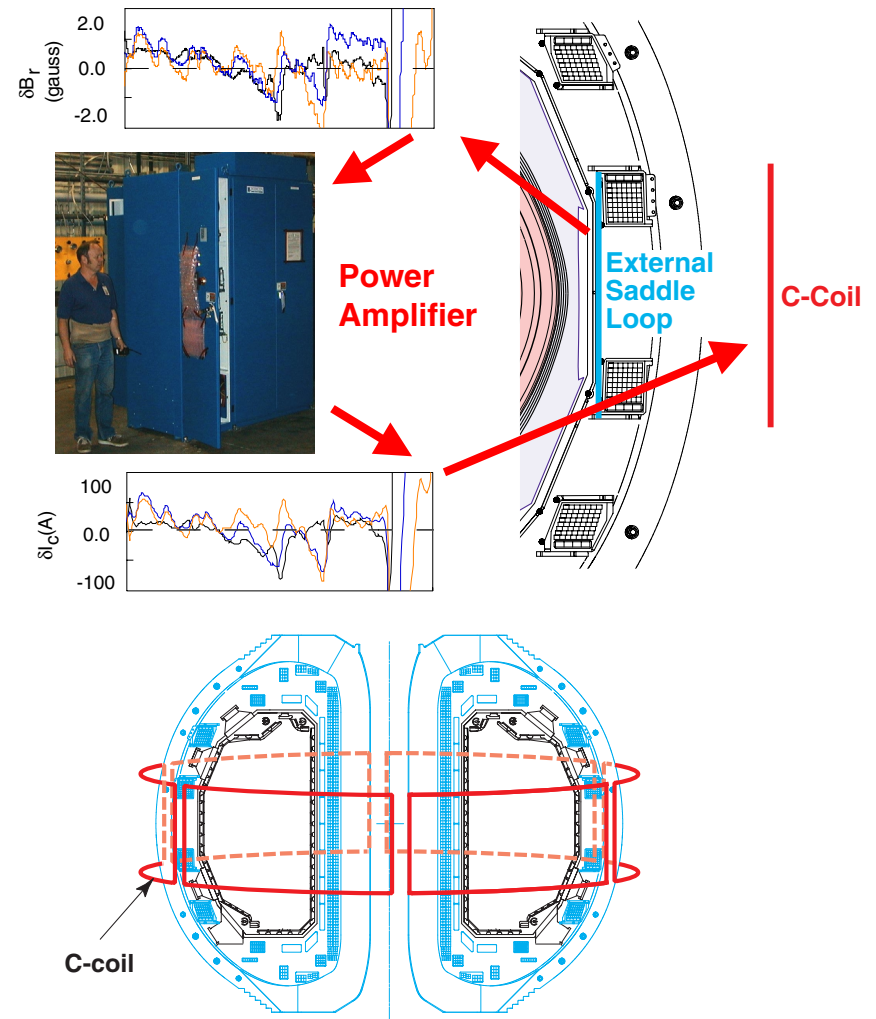 2.0
0.0
-2.0
δBr
(gauss)
Power
Amplifier
External
Saddle
Loop
C-Coil
100
0.0
-100
δIC(A)
C-coil